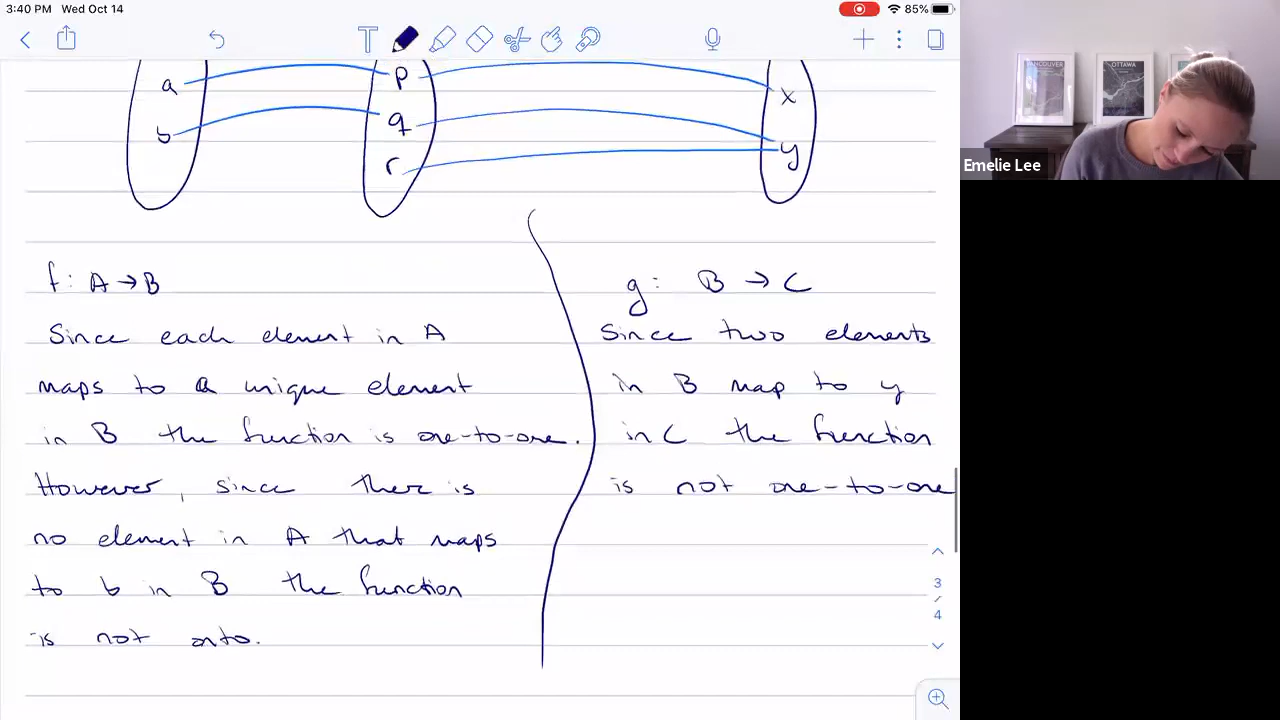 3:40 PM Wed Oct 14
85%
T
VANCOUVER
OTTAWA
Emelie Lee
a
p
x
b
q
y
r
f: A → B
Since each element in A
maps to a unique element
in B the function is one-to-one.
However, since there is
no element in A that maps
to b in B the function
is not onto.
g: B → C
Since two elements
in B map to y
in C the function
is not one-to-one
3
/
4